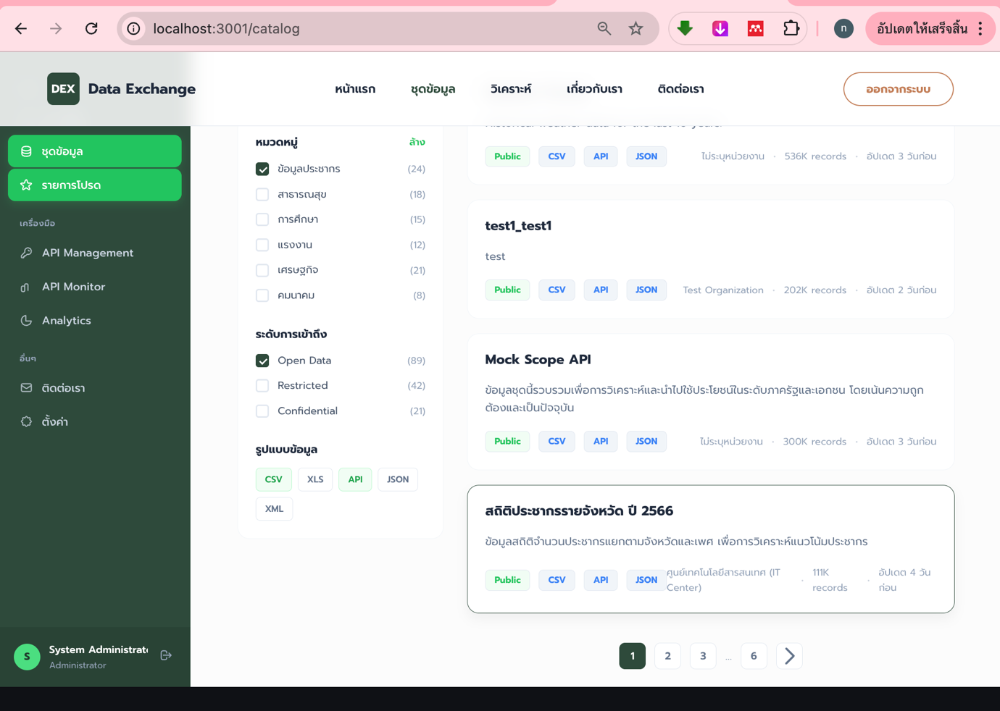 localhost:3001/catalog
n
อัปเดตให้เสร็จสิ้น
DEX Data Exchange
หน้าแรก
ชุดข้อมูล
วิเคราะห์
เกี่ยวกับเรา
ติดต่อเรา
ออกจากระบบ
ชุดข้อมูล
รายการโปรด
เครื่องมือ
API Management
API Monitor
Analytics
อื่นๆ
ติดต่อเรา
ตั้งค่า
S
System Administrato
Administrator
หมวดหมู่ ล้าง
ข้อมูลประชากร (24)
สาธารณสุข (18)
การศึกษา (15)
แรงงาน (12)
เศรษฐกิจ (21)
คมนาคม (8)
ระดับการเข้าถึง
Open Data (89)
Restricted (42)
Confidential (21)
รูปแบบข้อมูล
CSV XLS API JSON
XML
Historical weather data for the last 10 years.
Public CSV API JSON ไม่ระบุหน่วยงาน · 536K records · อัปเดต 3 วันก่อน
test1_test1
test
Public CSV API JSON Test Organization · 202K records · อัปเดต 2 วันก่อน
Mock Scope API
ข้อมูลชุดนี้รวบรวมเพื่อการวิเคราะห์และนำไปใช้ประโยชน์ในระดับภาครัฐและเอกชน โดยเน้นความถูก
ต้องและเป็นปัจจุบัน
Public CSV API JSON ไม่ระบุหน่วยงาน · 300K records · อัปเดต 3 วันก่อน
สถิติประชากรรายจังหวัด ปี 2566
ข้อมูลสถิติจำนวนประชากรแยกตามจังหวัดและเพศ เพื่อการวิเคราะห์แนวโน้มประชากร
Public CSV API JSON
ศูนย์เทคโนโลยีสารสนเทศ (IT
Center)
·
111K
records
·
อัปเดต 4 วัน
ก่อน
1 2 3 ... 6